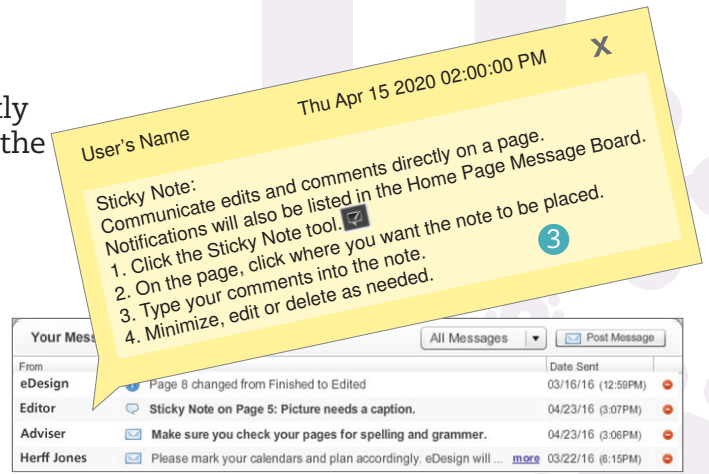 tly
the
User's Name Thu Apr 15 2020 02:00:00 PM X
Sticky Note:
Communicate edits and comments directly on a page.
Notifications will also be listed in the Home Page Message Board.
1. Click the Sticky Note tool.
2. On the page, click where you want the note to be placed.
3. Type your comments into the note.
4. Minimize, edit or delete as needed.
3
Your Mess All Messages Post Message
From Date Sent
eDesign Page 8 changed from Finished to Edited 03/16/16 (12:59PM)
Editor Sticky Note on Page 5: Picture needs a caption. 04/23/16 (3:07PM)
Adviser Make sure you check your pages for spelling and grammer. 04/23/16 (3:06PM)
Herff Jones Please mark your calendars and plan accordingly. eDesign will ... more 03/22/16 (6:15PM)